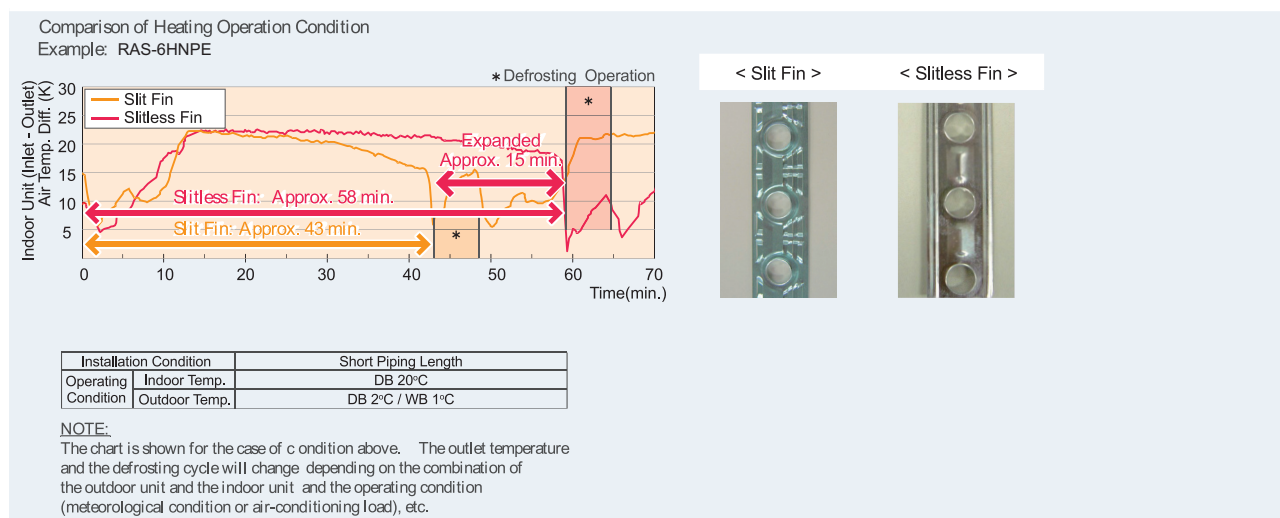 Comparison of Heating Operation Condition
Example: RAS-6HNPE
* Defrosting Operation
Indoor Unit (Inlet - Outlet)
Air Temp. Diff. (K)
30
25
20
15
10
5
Slit Fin
Slitless Fin
*
Expanded
Approx. 15 min.
Slitless Fin: Approx. 58 min.
Slit Fin: Approx. 43 min.
*
0 10 20 30 40 50 60 70
Time(min.)
< Slit Fin > < Slitless Fin >
Installation Condition Short Piping Length
Operating Condition Indoor Temp. DB 20°C
Outdoor Temp. DB 2°C / WB 1°C
NOTE:
The chart is shown for the case of c ondition above. The outlet temperature
and the defrosting cycle will change depending on the combination of
the outdoor unit and the indoor unit and the operating condition
(meteorological condition or air-conditioning load), etc.